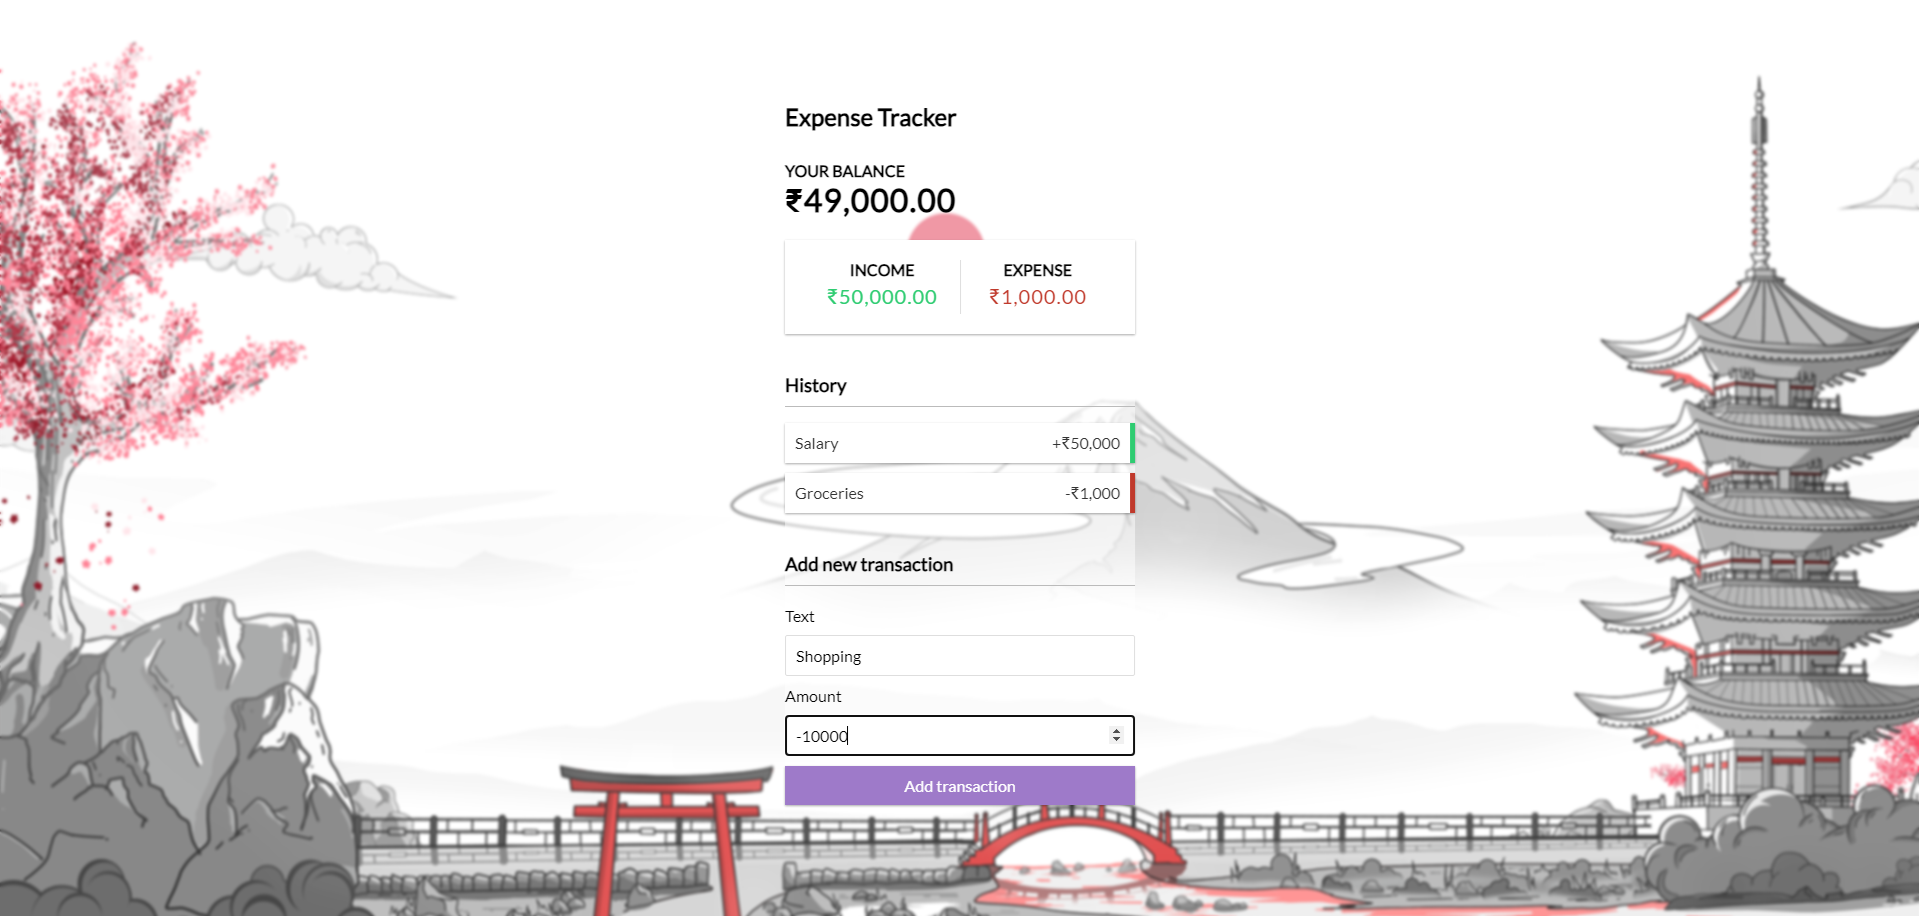 Expense Tracker
YOUR BALANCE
₹49,000.00
INCOME EXPENSE
₹50,000.00 ₹1,000.00
History
Salary +₹50,000
Groceries -₹1,000
Add new transaction
Text
Shopping
Amount
-10000
Add transaction